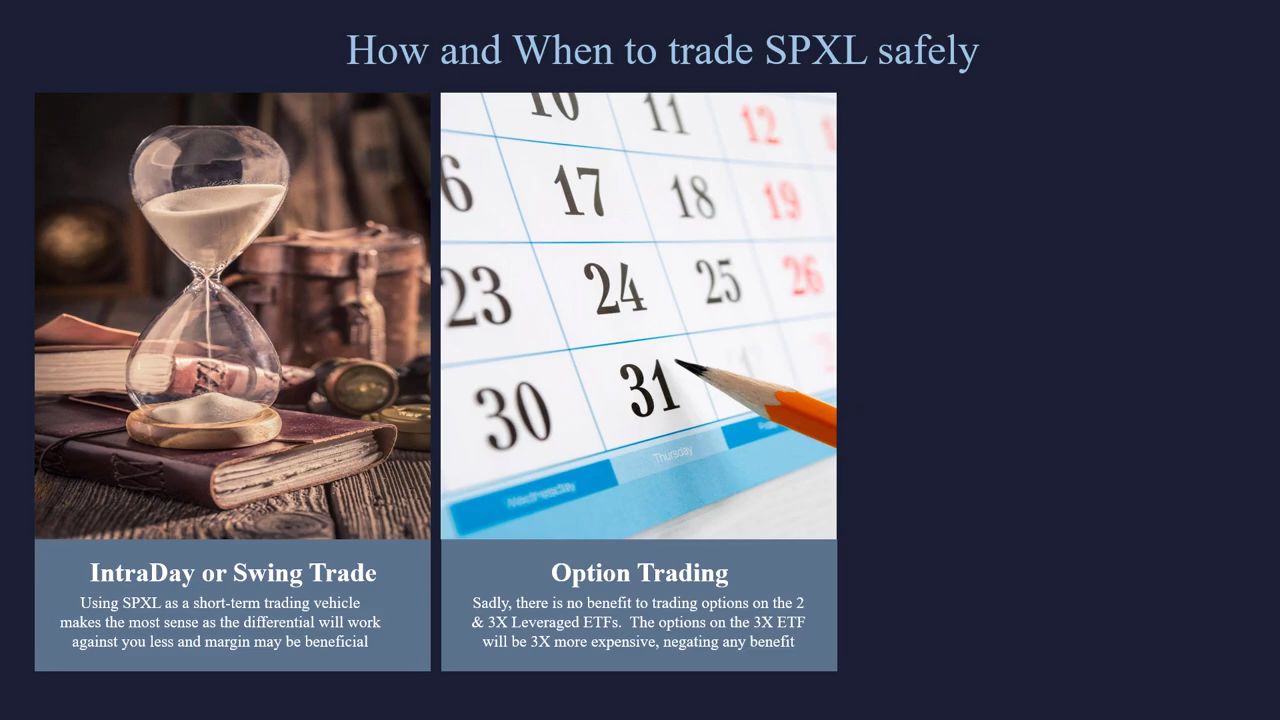 How and When to trade SPXL safely
10 11 12
6 17 18 19
23 24 25 26
30 31
Wednesday Thursday
IntraDay or Swing Trade
Using SPXL as a short-term trading vehicle
makes the most sense as the differential will work
against you less and margin may be beneficial
Option Trading
Sadly, there is no benefit to trading options on the 2
& 3X Leveraged ETFs. The options on the 3X ETF
will be 3X more expensive, negating any benefit